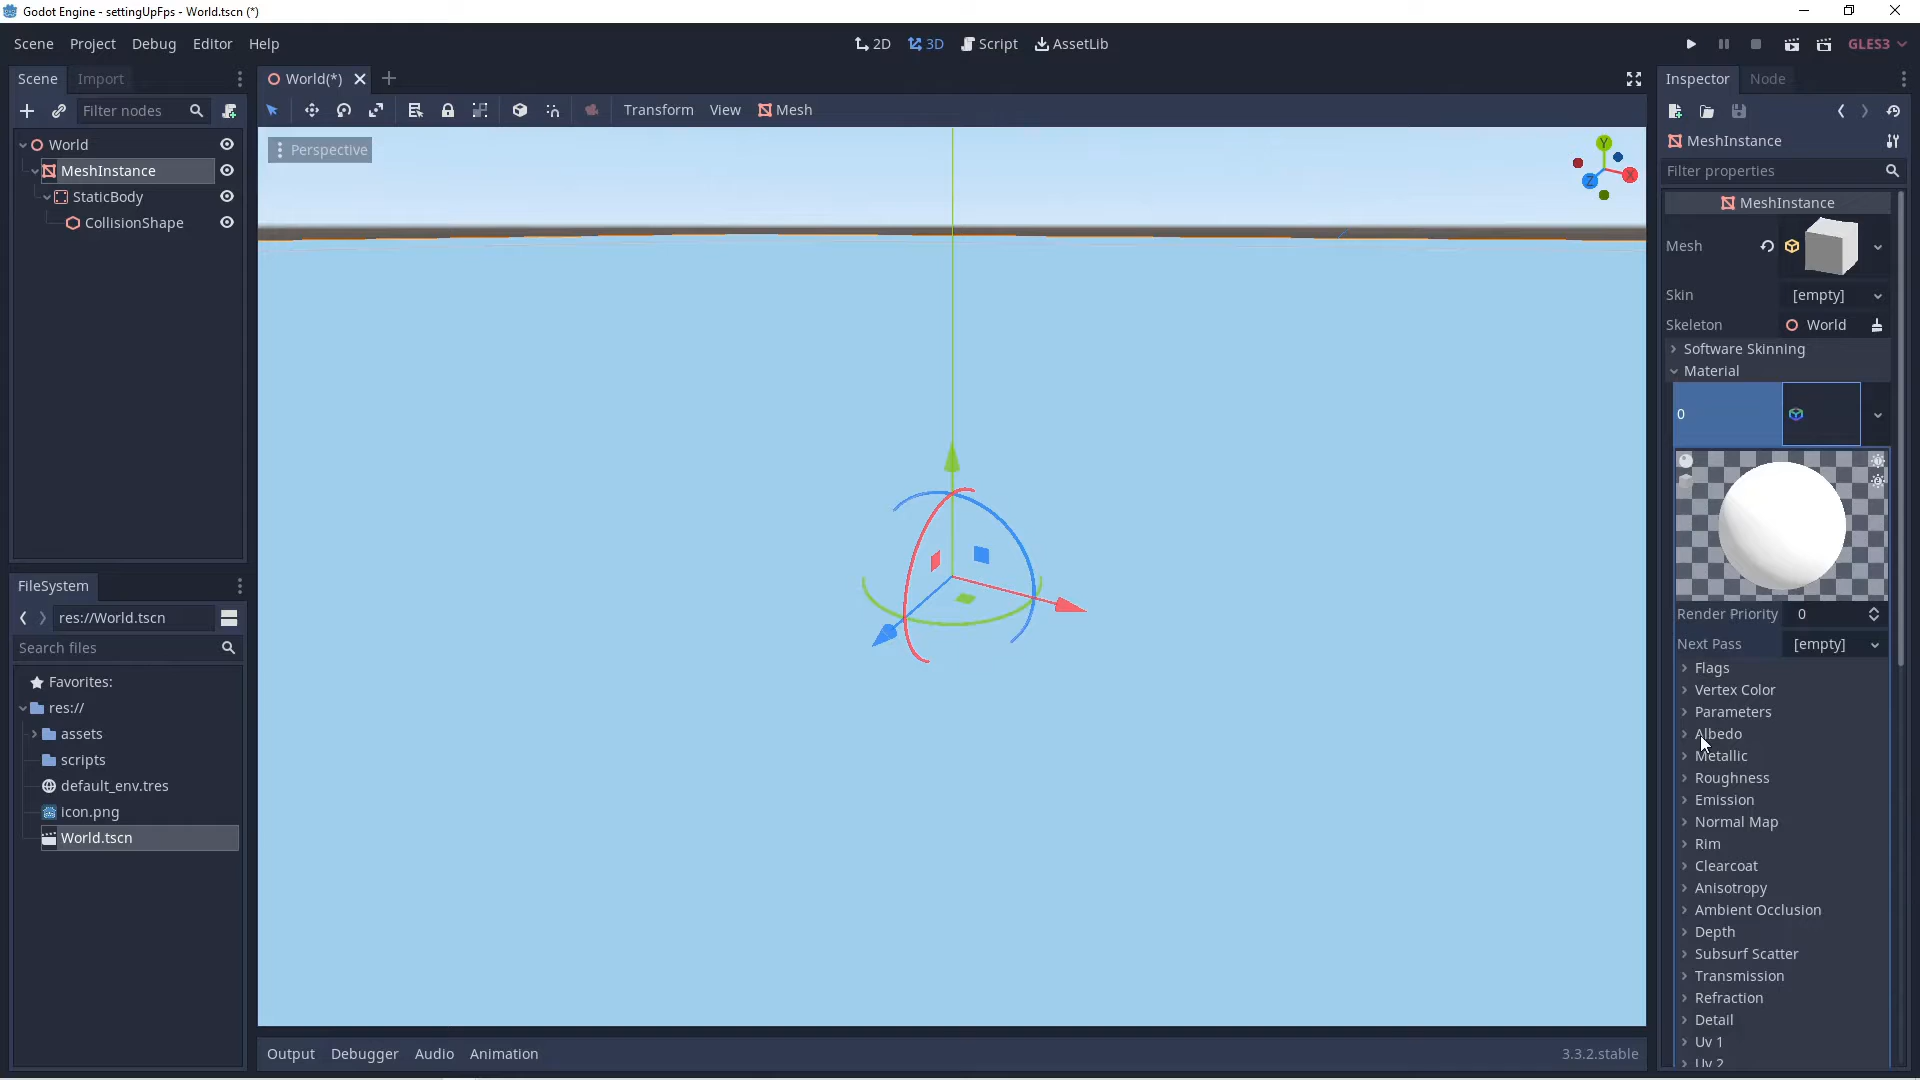 Godot Engine - settingUpFps - World.tscn (*)
Scene Project Debug Editor Help
2D 3D Script AssetLib
GLES3
Scene Import
Filter nodes
World
MeshInstance
StaticBody
CollisionShape
FileSystem
res://World.tscn
Search files
Favorites:
res://
assets
scripts
default_env.tres
icon.png
World.tscn
World(*)
Transform View Mesh
Perspective
Y
X
Z
Output Debugger Audio Animation
3.3.2.stable
Inspector Node
MeshInstance
Filter properties
MeshInstance
Mesh
Skin [empty]
Skeleton World
Software Skinning
Material
0
Render Priority 0
Next Pass [empty]
Flags
Vertex Color
Parameters
Albedo
Metallic
Roughness
Emission
Normal Map
Rim
Clearcoat
Anisotropy
Ambient Occlusion
Depth
Subsurf Scatter
Transmission
Refraction
Detail
Uv 1
Uv 2